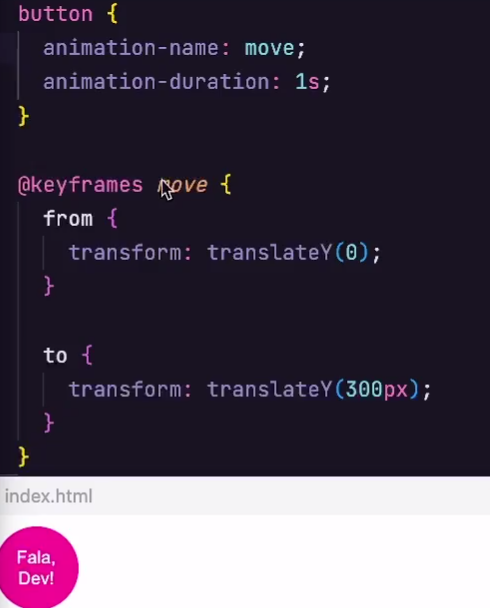 button {
animation-name: move;
animation-duration: 1s;
}
@keyframes move {
from {
transform: translateY(0);
}
to {
transform: translateY(300px);
}
}
index.html
Fala,
Dev!